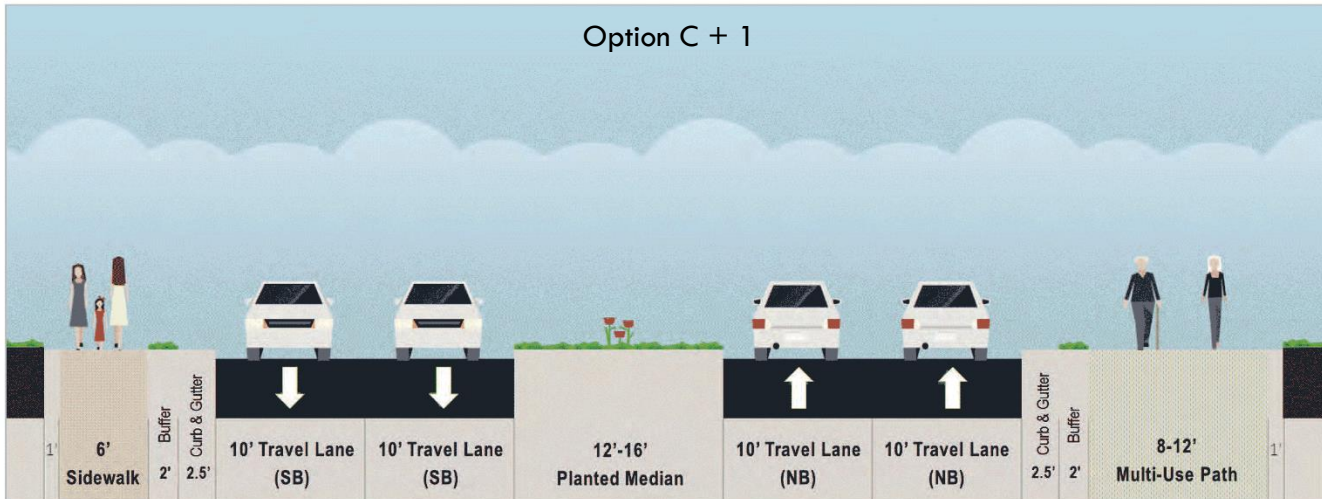 Option C + 1
1'
6'
Sidewalk
Buffer
2'
Curb & Gutter
2.5'
10' Travel Lane
(SB)
10' Travel Lane
(SB)
12'-16'
Planted Median
10' Travel Lane
(NB)
10' Travel Lane
(NB)
Curb & Gutter
2.5'
Buffer
2'
8-12'
Multi-Use Path
1'